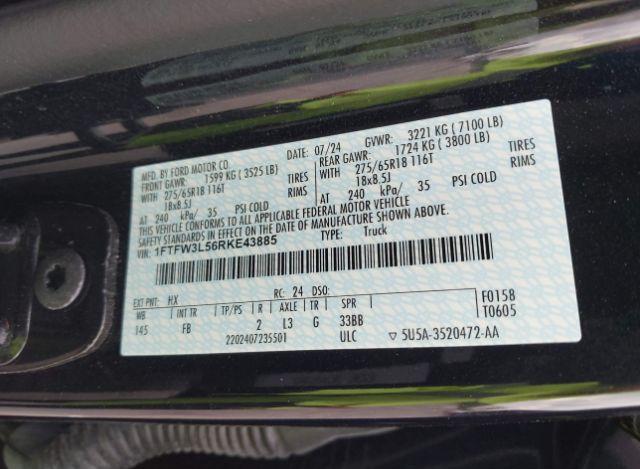 MFD. BY FORD MOTOR CO.
DATE: 07/24 GVWR: 3221 KG ( 7100 LB)
FRONT GAWR: 1599 KG ( 3525 LB) REAR GAWR: 1724 KG ( 3800 LB)
WITH 275/65R18 116T TIRES WITH 275/65R18 116T TIRES
18x8.5J RIMS 18x8.5J RIMS
AT 240 kPa/ 35 PSI COLD AT 240 kPa/ 35 PSI COLD
THIS VEHICLE CONFORMS TO ALL APPLICABLE FEDERAL MOTOR VEHICLE
SAFETY STANDARDS IN EFFECT ON THE DATE OF MANUFACTURE SHOWN ABOVE.
VIN: 1FTFW3L56RKE43885 TYPE: Truck
EXT PNT: HX RC: 24 DSO:
WB TP/PS R AXLE TR SPR
145 FB 2 L3 G 33BB
F0158
T0605
2202407235501 ULC 5U5A-3520472-AA